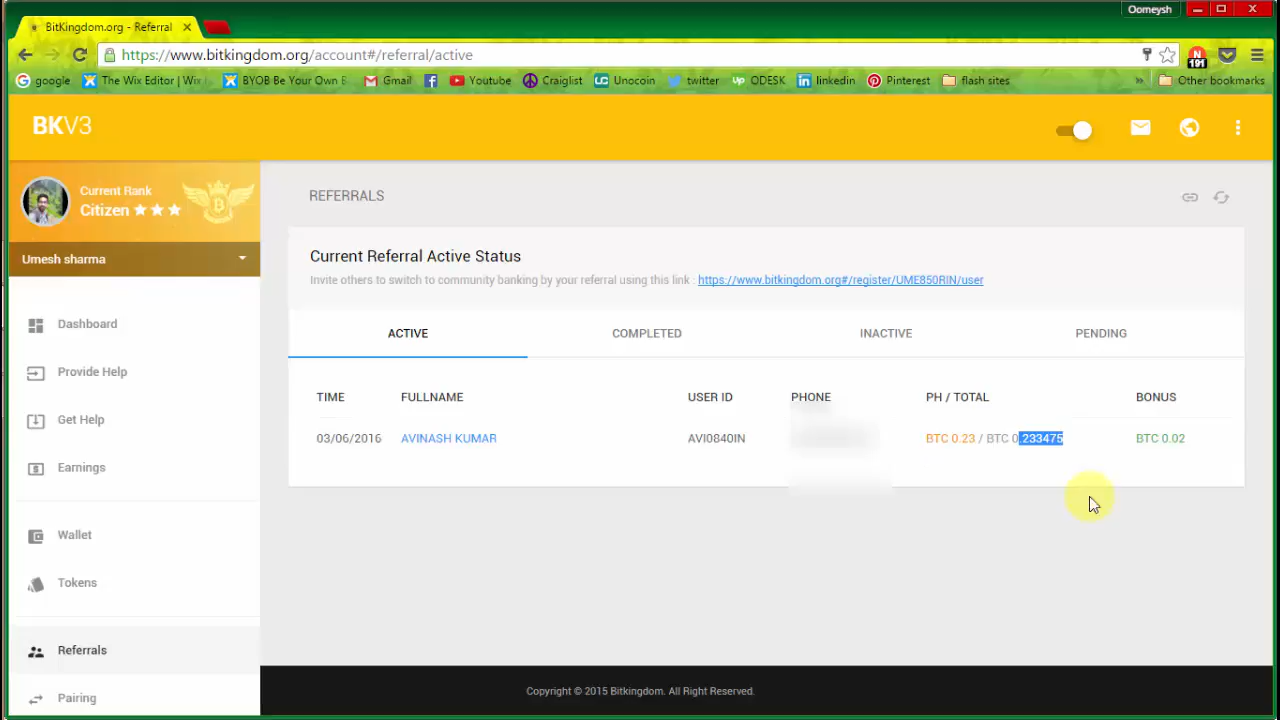 Oomeysh
BitKingdom.org - Referral
https://www.bitkingdom.org/account#/referral/active
google The Wix Editor | Wix BYOB Be Your Own B Gmail Youtube Craiglist Unocoin twitter ODESK linkedin Pinterest flash sites » Other bookmarks
N
191
BKV3
Current Rank
Citizen
Umesh sharma
Dashboard
Provide Help
Get Help
Earnings
Wallet
Tokens
Referrals
Pairing
REFERRALS
Current Referral Active Status
Invite others to switch to community banking by your referral using this link : https://www.bitkingdom.org#/register/UME850RIN/user
ACTIVE COMPLETED INACTIVE PENDING
TIME FULLNAME USER ID PHONE PH / TOTAL BONUS
03/06/2016 AVINASH KUMAR AVI0840IN BTC 0.23 / BTC 0.233475 BTC 0.02
Copyright © 2015 Bitkingdom. All Right Reserved.